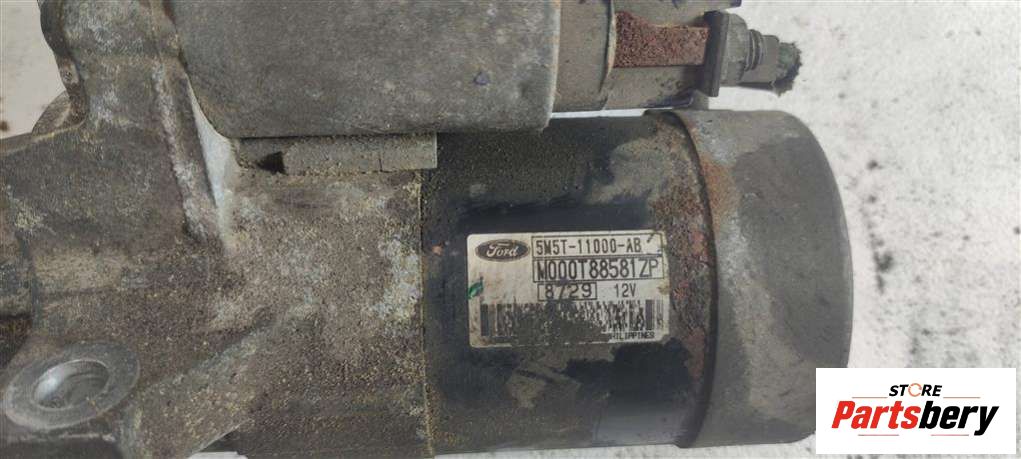 Ford
5M5T-11000-AB
M000T88581ZP
8729 12V
PHILIPPINES
STORE
Partsbery